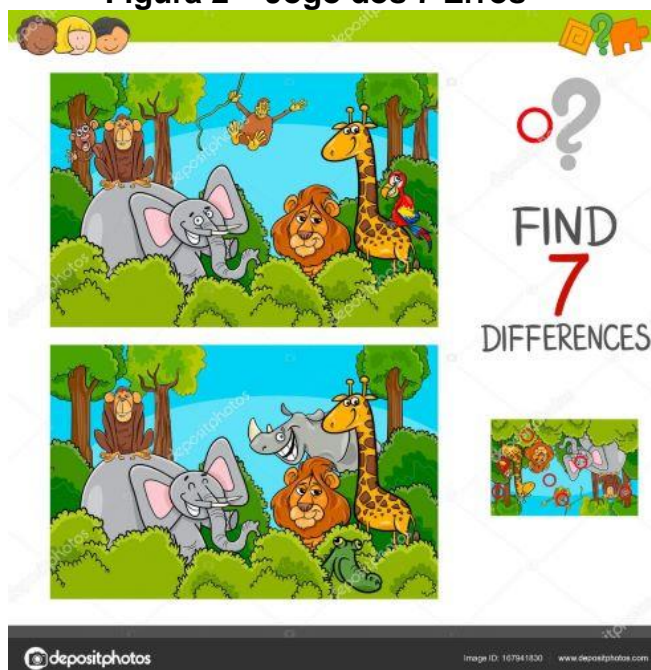 Figura 2 – Jogo dos 7 Erros
FIND
7
DIFFERENCES
depositphotos
Image ID: 167941830 www.depositphotos.com